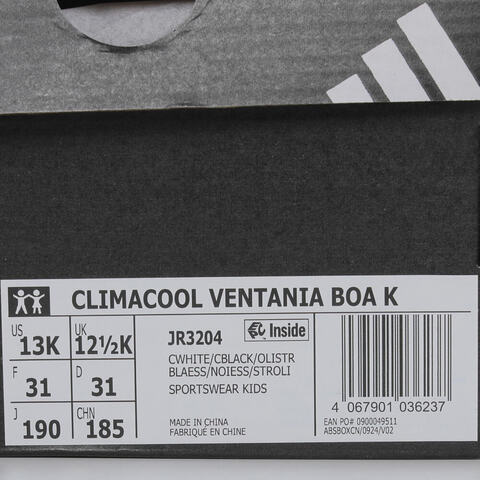 CLIMACOOL VENTANIA BOA K
US 13K UK 12½K
F 31 D 31
J 190 CHN 185
JR3204 Inside
CWHITE/CBLACK/OLISTR
BLAESS/NOIESS/STROLI
SPORTSWEAR KIDS
MADE IN CHINA
FABRIQUÉ EN CHINE
4 067901 036237
EAN PO# 0900049511
ABSBOXCN/0924/V02